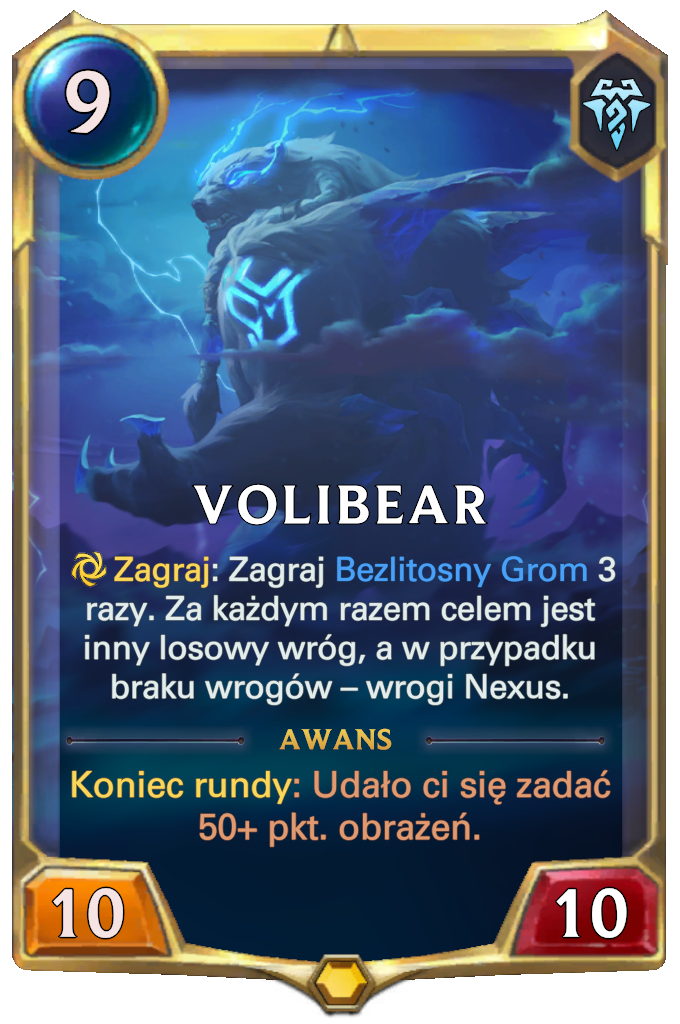 9
VOLIBEAR
Zagraj: Zagraj Bezlitosny Grom 3
razy. Za każdym razem celem jest
inny losowy wróg, a w przypadku
braku wrogów – wrogi Nexus.
AWANS
Koniec rundy: Udało ci się zadać
50+ pkt. obrażeń.
10
10